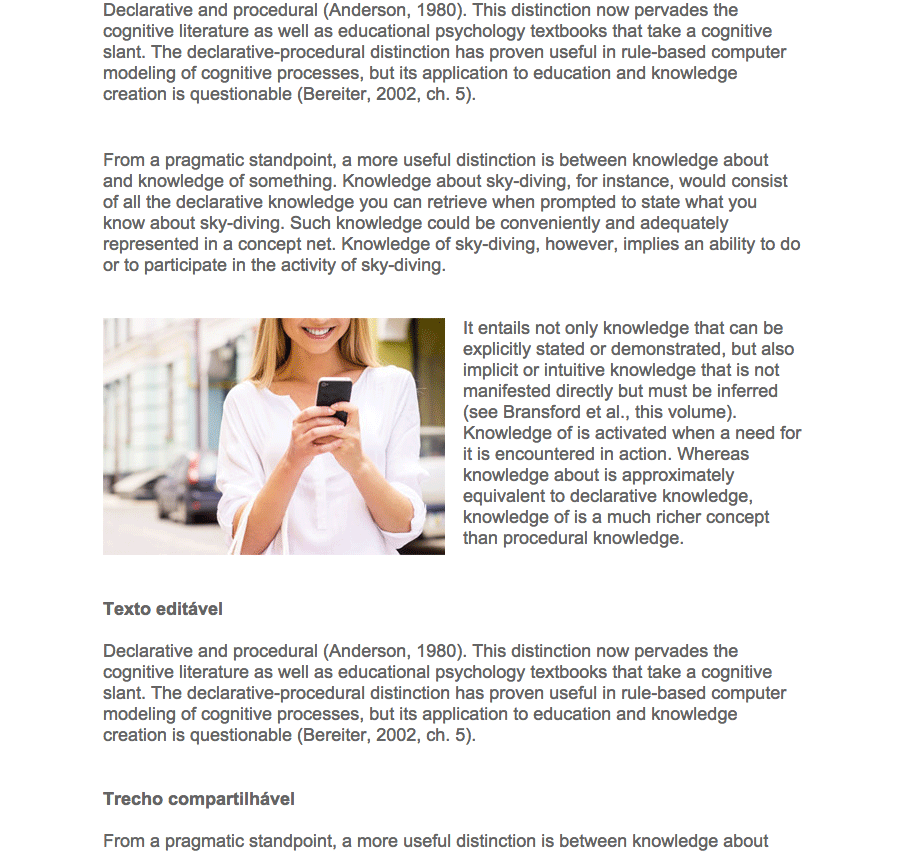 Declarative and procedural (Anderson, 1980). This distinction now pervades the
cognitive literature as well as educational psychology textbooks that take a cognitive
slant. The declarative-procedural distinction has proven useful in rule-based computer
modeling of cognitive processes, but its application to education and knowledge
creation is questionable (Bereiter, 2002, ch. 5).
From a pragmatic standpoint, a more useful distinction is between knowledge about
and knowledge of something. Knowledge about sky-diving, for instance, would consist
of all the declarative knowledge you can retrieve when prompted to state what you
know about sky-diving. Such knowledge could be conveniently and adequately
represented in a concept net. Knowledge of sky-diving, however, implies an ability to do
or to participate in the activity of sky-diving.
It entails not only knowledge that can be
explicitly stated or demonstrated, but also
implicit or intuitive knowledge that is not
manifested directly but must be inferred
(see Bransford et al., this volume).
Knowledge of is activated when a need for
it is encountered in action. Whereas
knowledge about is approximately
equivalent to declarative knowledge,
knowledge of is a much richer concept
than procedural knowledge.
Texto editável
Declarative and procedural (Anderson, 1980). This distinction now pervades the
cognitive literature as well as educational psychology textbooks that take a cognitive
slant. The declarative-procedural distinction has proven useful in rule-based computer
modeling of cognitive processes, but its application to education and knowledge
creation is questionable (Bereiter, 2002, ch. 5).
Trecho compartilhável
From a pragmatic standpoint, a more useful distinction is between knowledge about